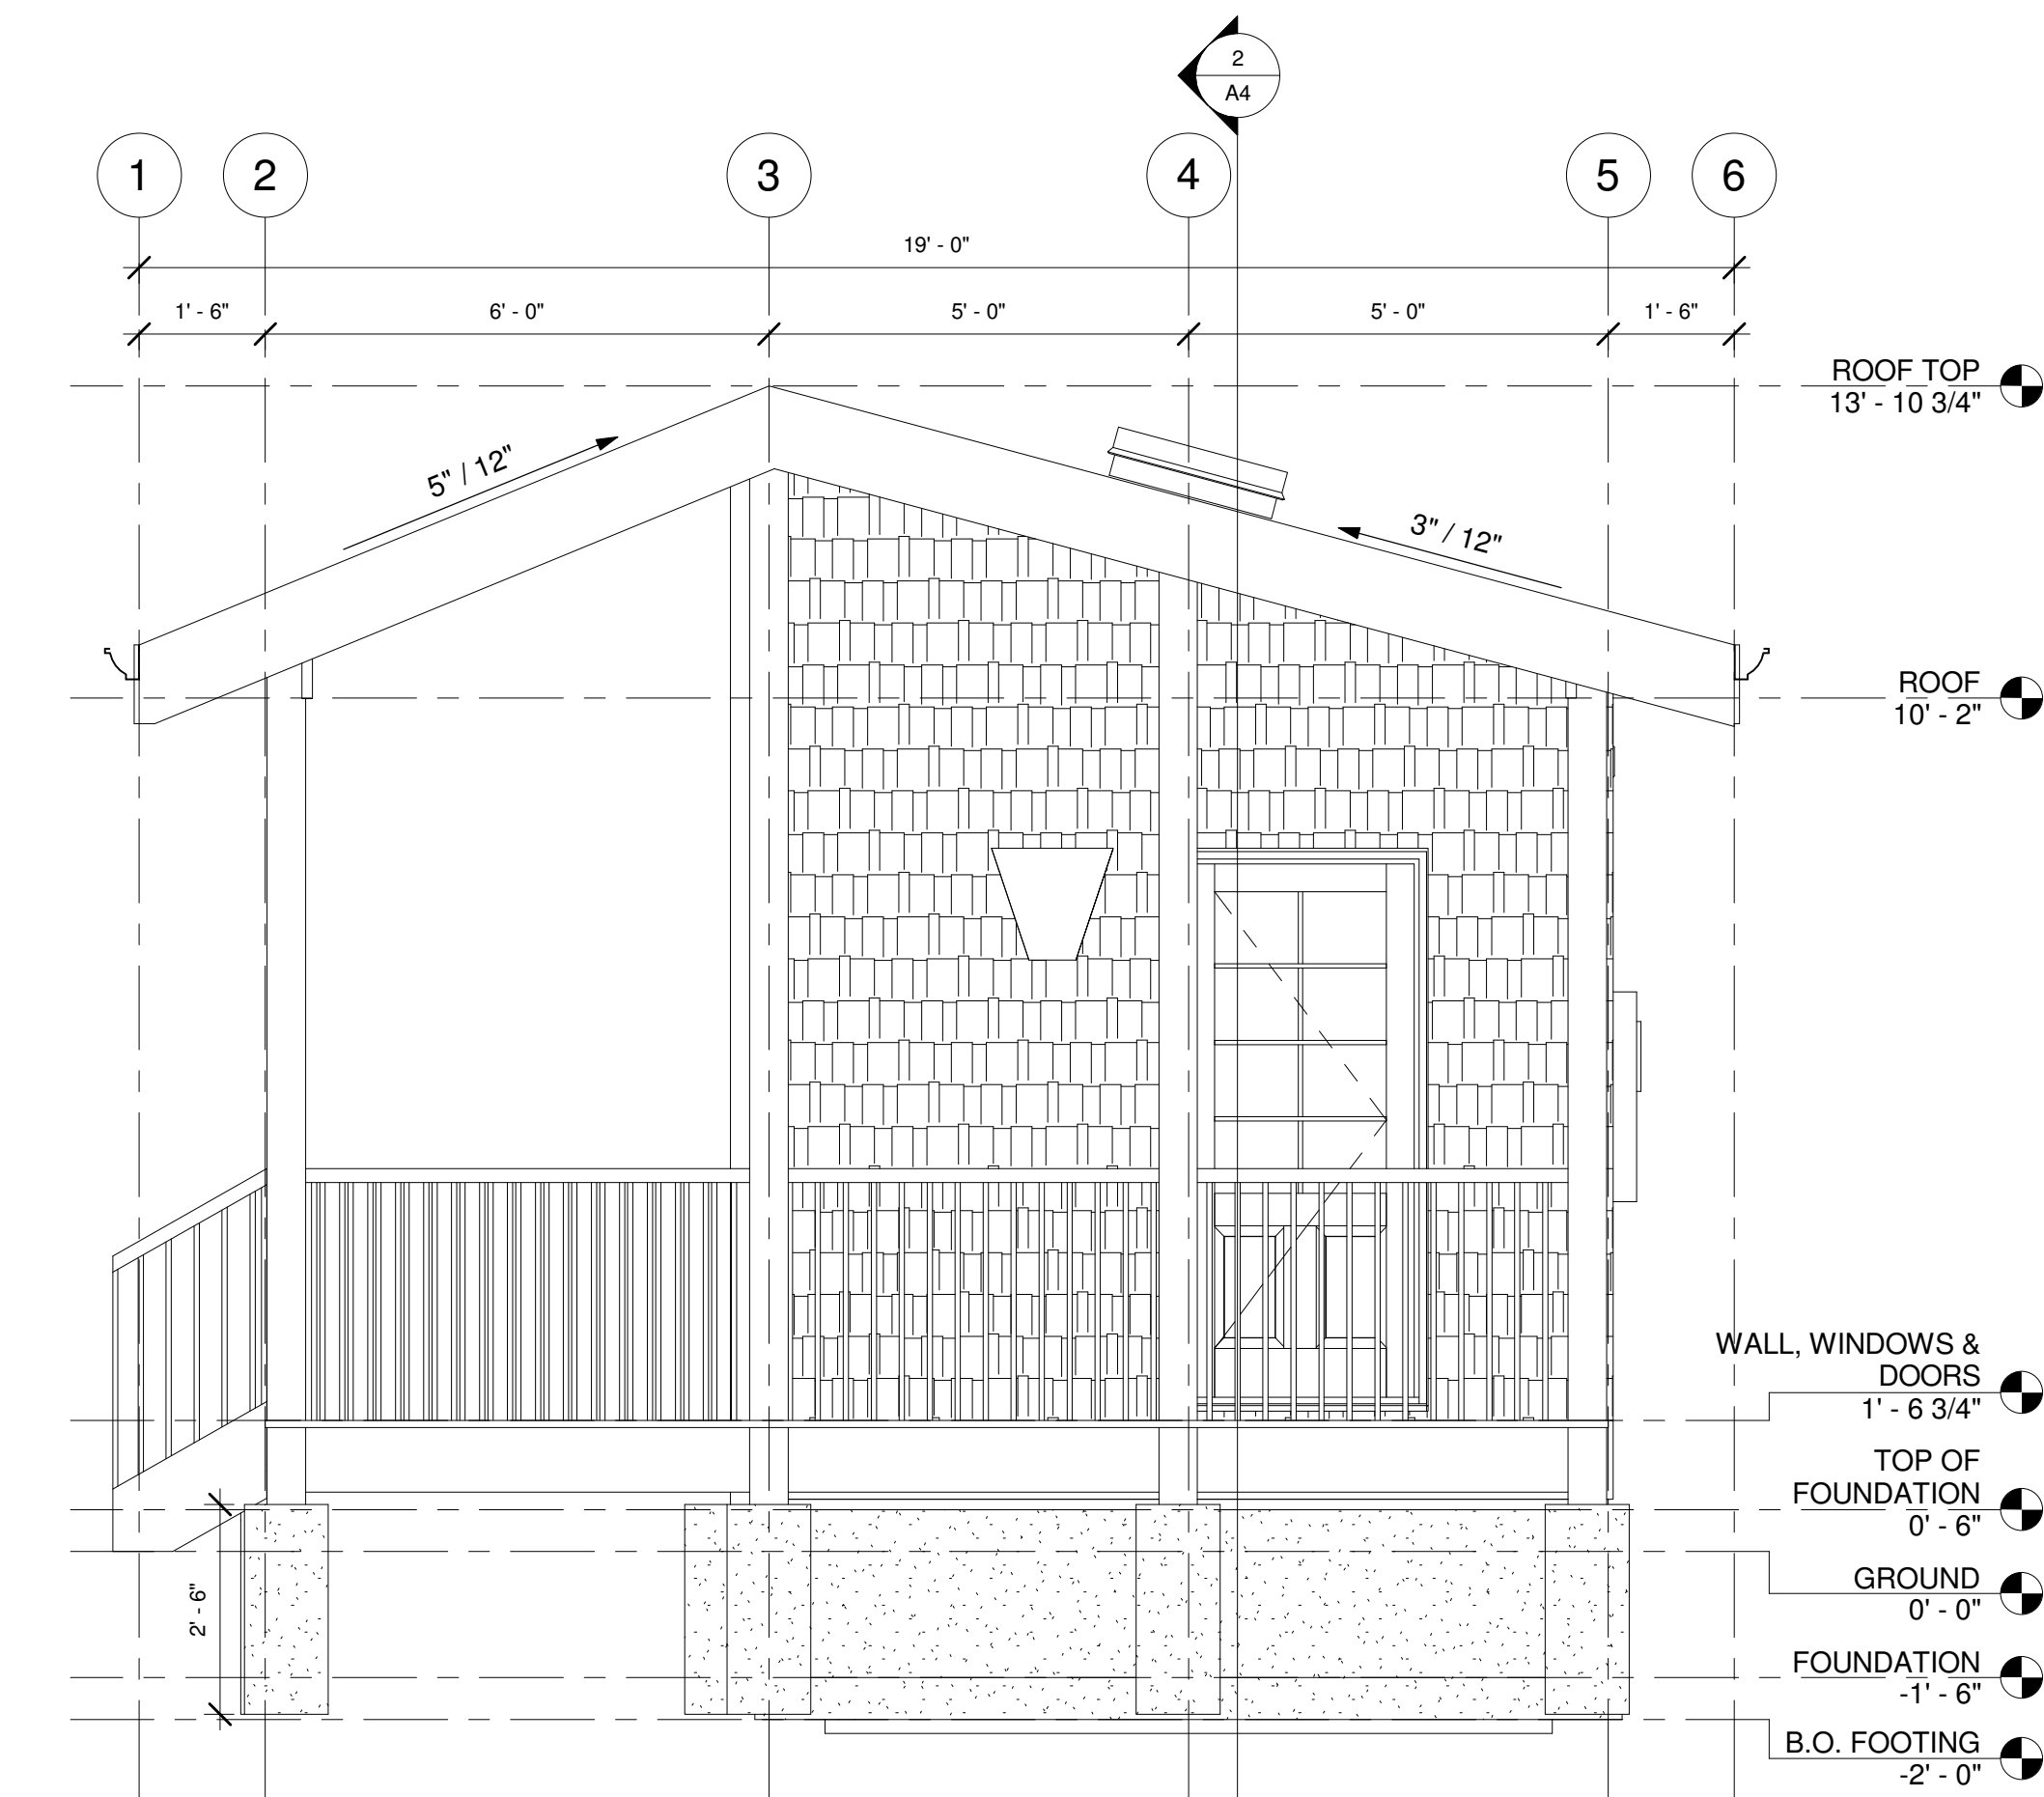 2
A4
1
2
3
4
5
6
19' - 0"
1' - 6"
6' - 0"
5' - 0"
5' - 0"
1' - 6"
ROOF TOP
13' - 10 3/4"
5" / 12"
3" / 12"
ROOF
10' - 2"
WALL, WINDOWS &
DOORS
1' - 6 3/4"
TOP OF
FOUNDATION
0' - 6"
2' - 6"
GROUND
0' - 0"
FOUNDATION
-1' - 6"
B.O. FOOTING
-2' - 0"